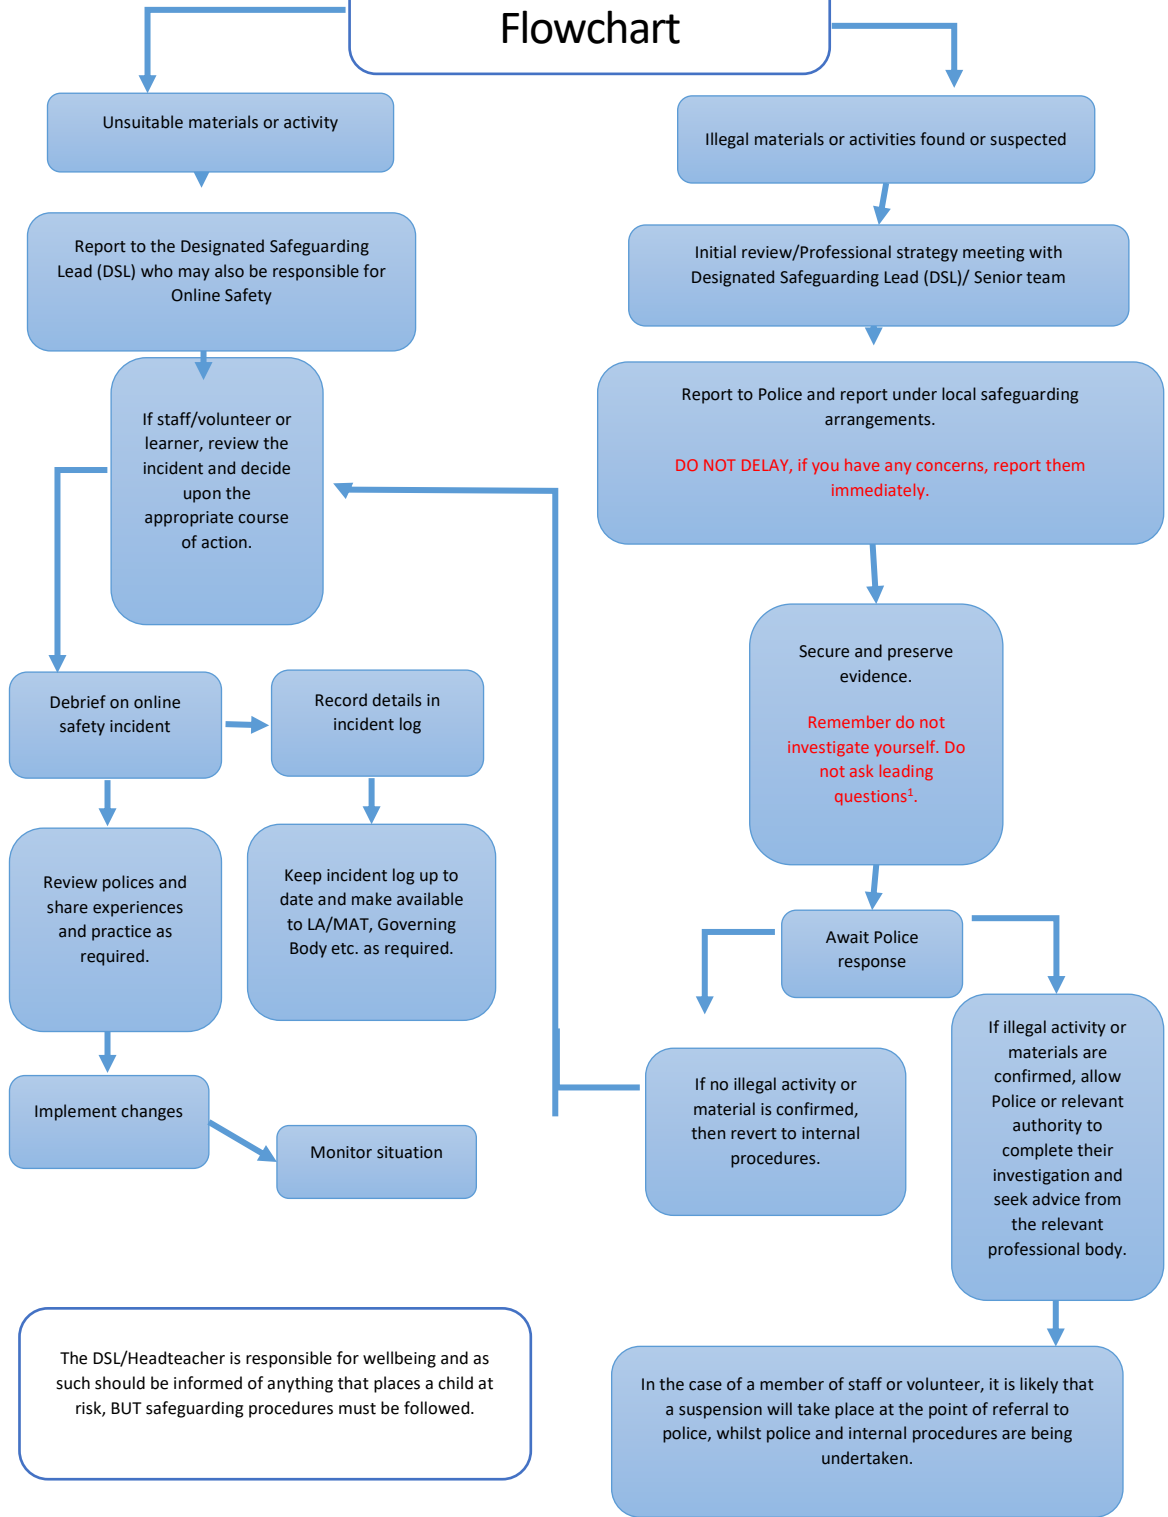 Flowchart
Unsuitable materials or activity
Report to the Designated Safeguarding
Lead (DSL) who may also be responsible for
Online Safety
If staff/volunteer or
learner, review the
incident and decide
upon the
appropriate course
of action.
Debrief on online
safety incident
Record details in
incident log
Review polices and
share experiences
and practice as
required.
Keep incident log up to
date and make available
to LA/MAT, Governing
Body etc. as required.
Implement changes
Monitor situation
The DSL/Headteacher is responsible for wellbeing and as
such should be informed of anything that places a child at
risk, BUT safeguarding procedures must be followed.
Illegal materials or activities found or suspected
Initial review/Professional strategy meeting with
Designated Safeguarding Lead (DSL)/ Senior team
Report to Police and report under local safeguarding
arrangements.
DO NOT DELAY, if you have any concerns, report them
immediately.
Secure and preserve
evidence.
Remember do not
investigate yourself. Do
not ask leading
questions¹.
Await Police
response
If no illegal activity or
material is confirmed,
then revert to internal
procedures.
If illegal activity or
materials are
confirmed, allow
Police or relevant
authority to
complete their
investigation and
seek advice from
the relevant
professional body.
In the case of a member of staff or volunteer, it is likely that
a suspension will take place at the point of referral to
police, whilst police and internal procedures are being
undertaken.